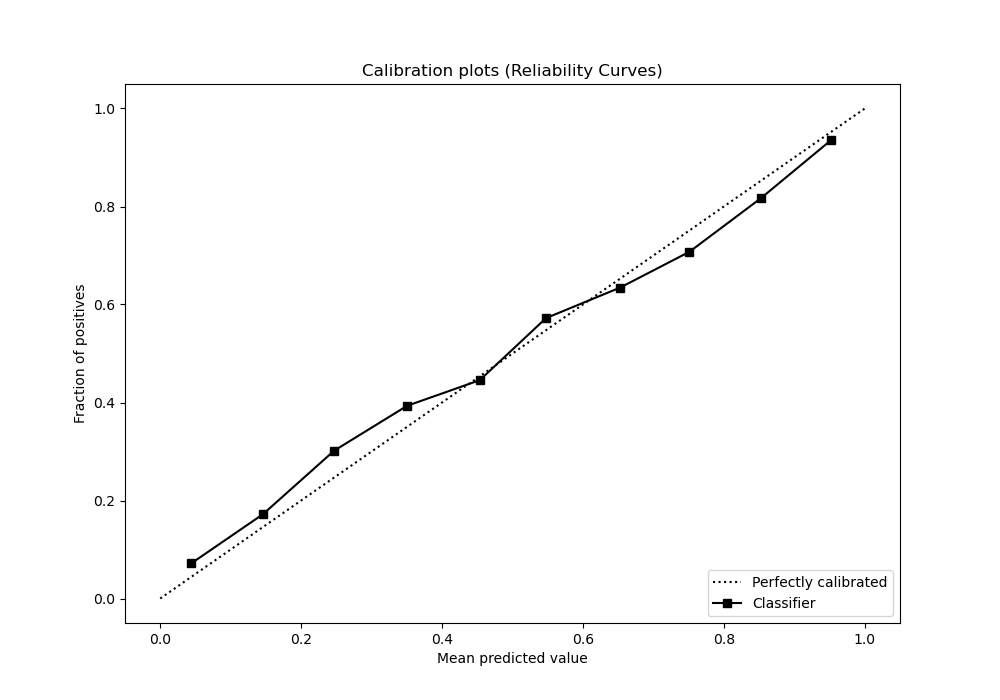 Calibration plots (Reliability Curves)
1.0
0.8
0.6
0.4
0.2
0.0
Fraction of positives
0.0 0.2 0.4 0.6 0.8 1.0
Mean predicted value
Perfectly calibrated
Classifier